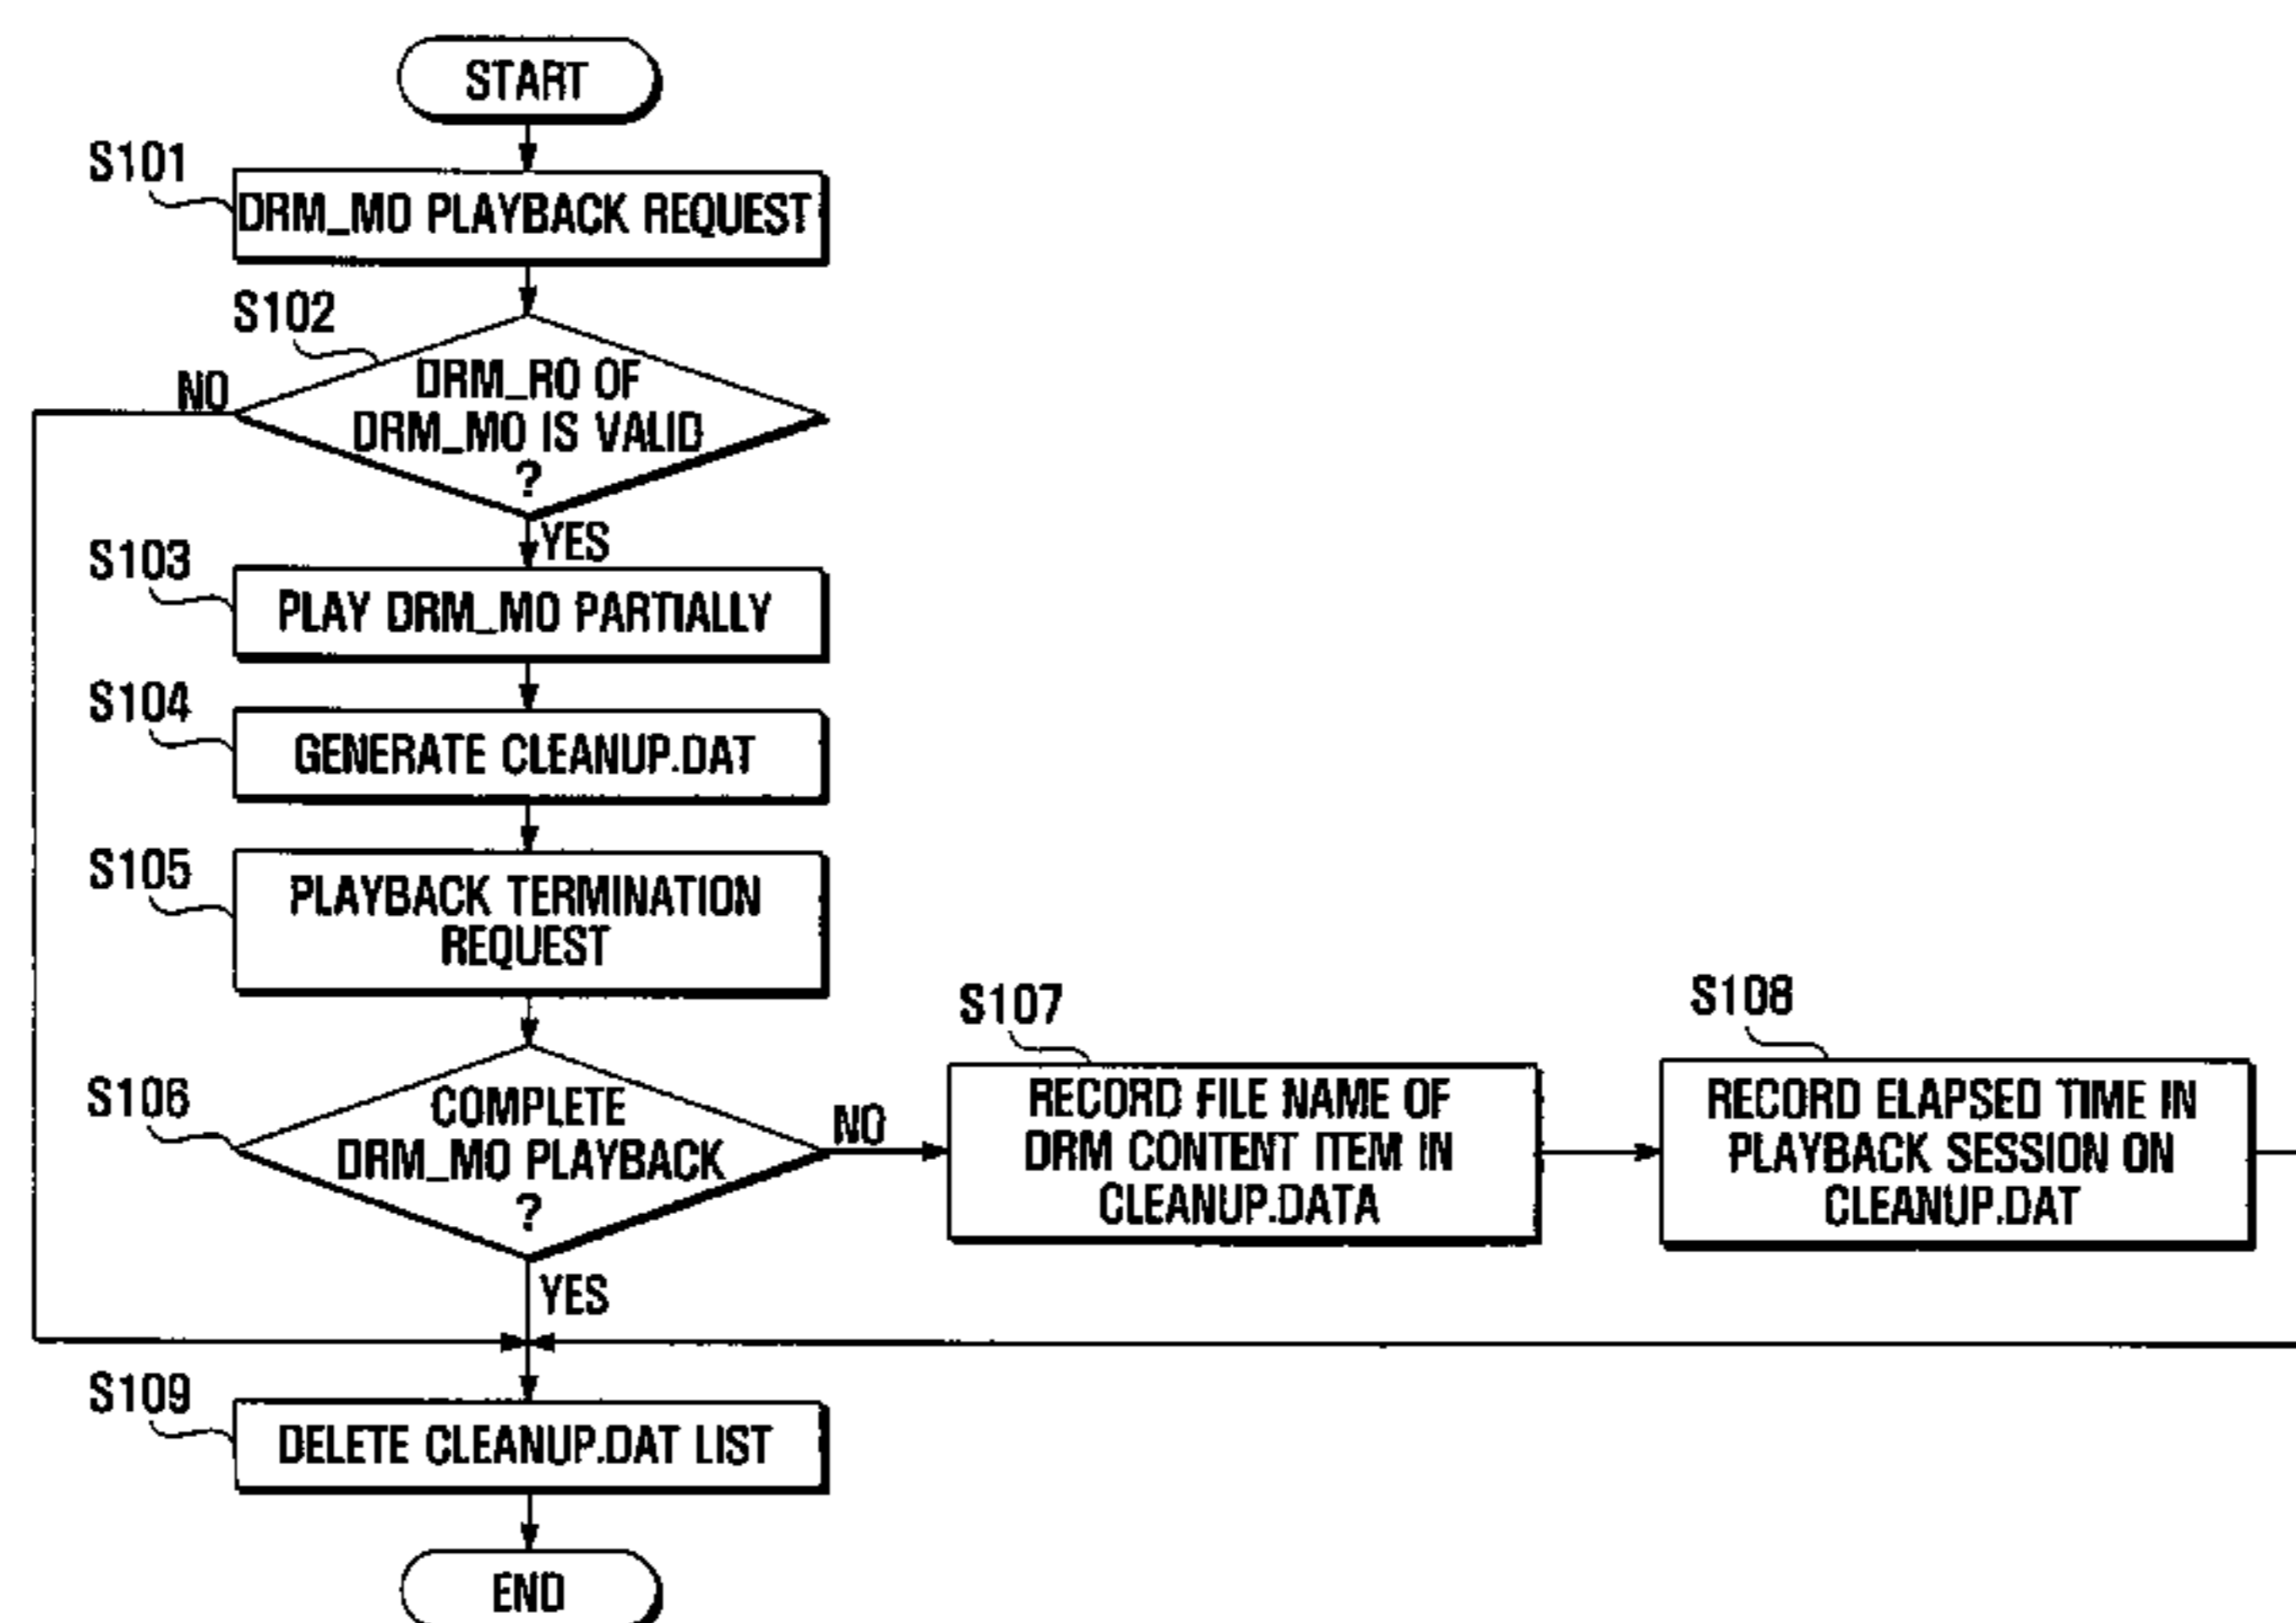 START
S101
DRM_MO PLAYBACK REQUEST
S102
NO
DRM_RO OF
DRM_MO IS VALID
?
YES
S103
PLAY DRM_MO PARTIALLY
S104
GENERATE CLEANUP.DAT
S105
PLAYBACK TERMINATION
REQUEST
S106
COMPLETE
DRM_MO PLAYBACK
?
NO
YES
S107
RECORD FILE NAME OF
DRM CONTENT ITEM IN
CLEANUP.DATA
S108
RECORD ELAPSED TIME IN
PLAYBACK SESSION ON
CLEANUP.DAT
S109
DELETE CLEANUP.DAT LIST
END